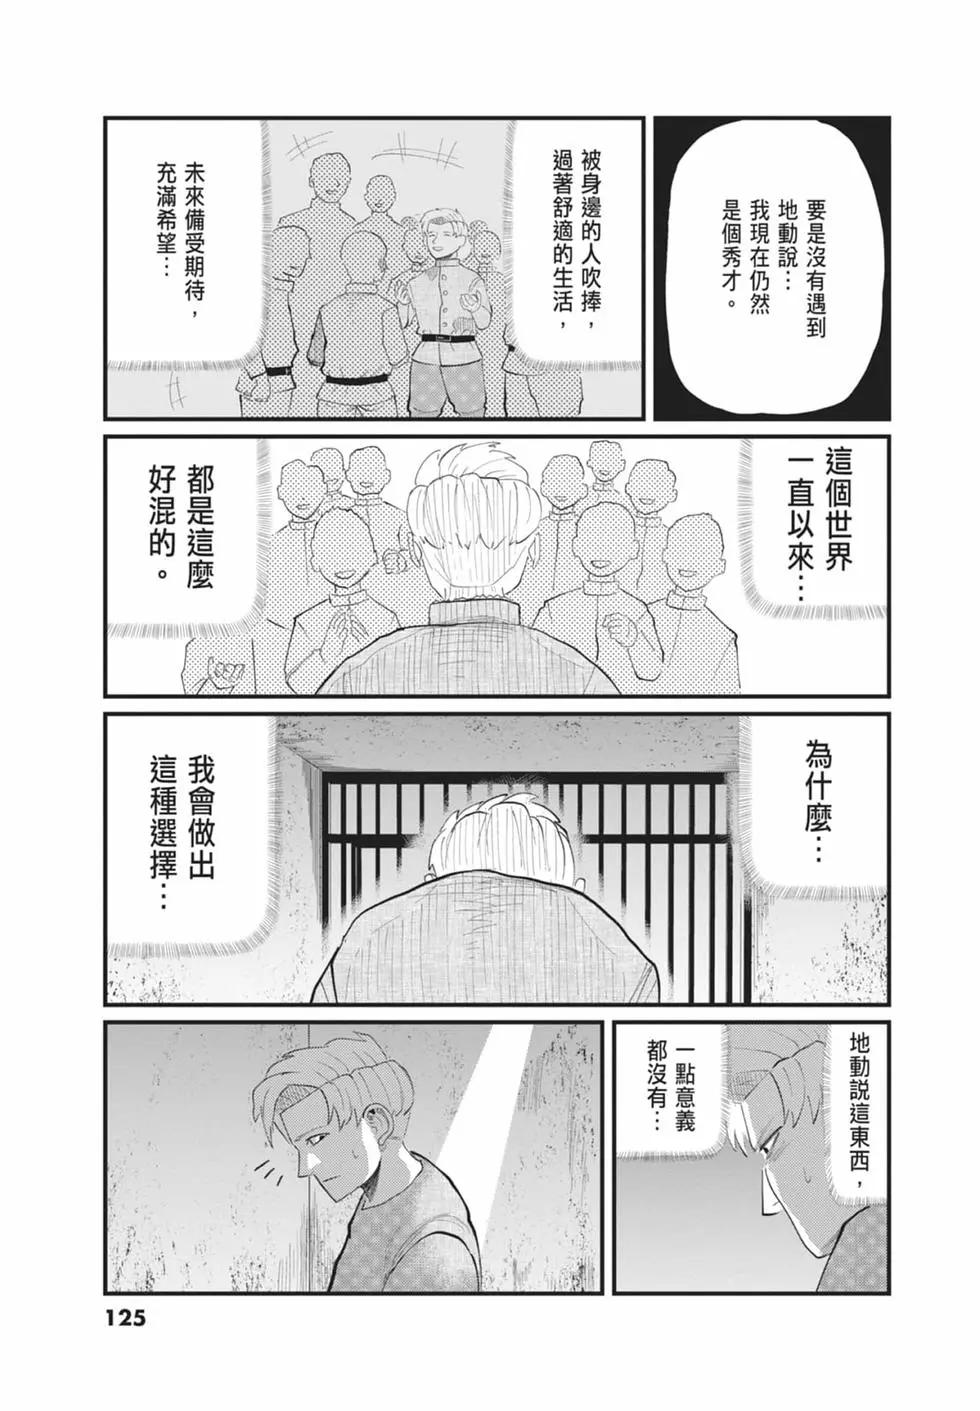 要是沒有遇到
地動說…
我現在仍然
是個秀才。
被身邊的人吹捧，
過著舒適的生活，
未來備受期待，
充滿希望…
這個世界
一直以來…
都是這麼
好混的。
為什麼…
我會做出
這種選擇…
地動説這東西，
一點意義
都沒有…
125